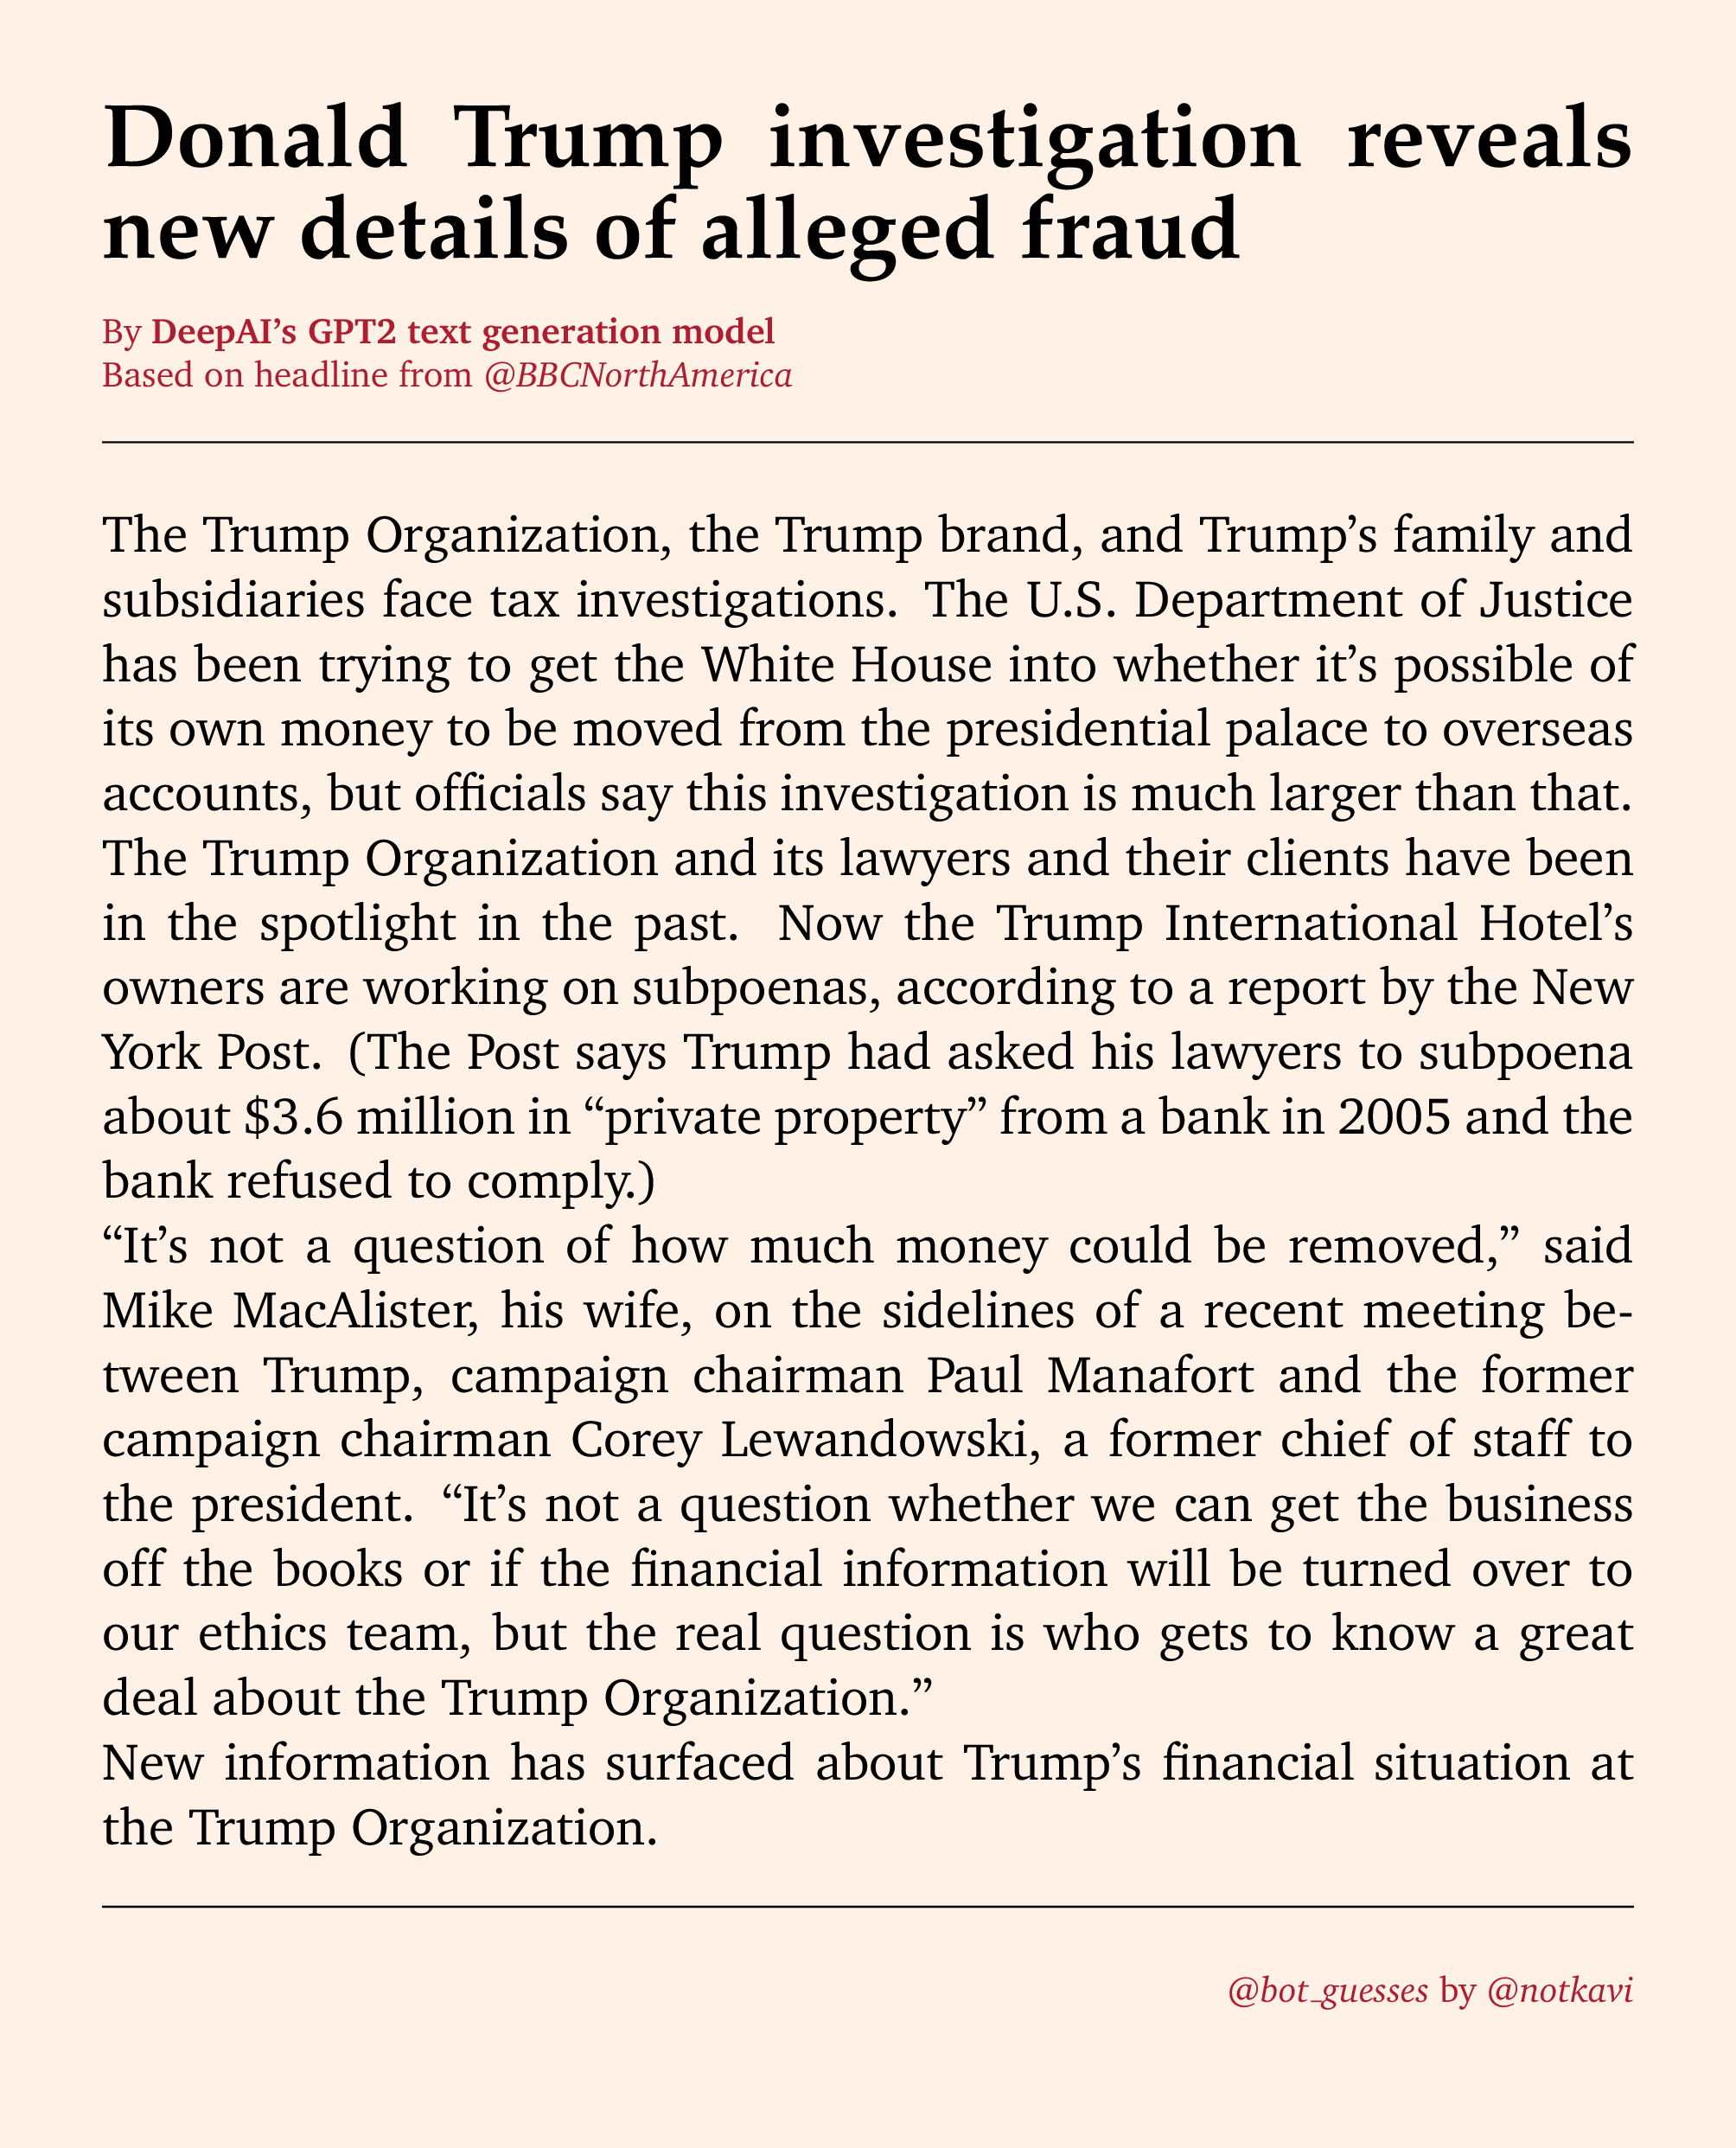 Donald Trump investigation reveals
new details of alleged fraud
By DeepAI’s GPT2 text generation model
Based on headline from @BBCNorthAmerica
The Trump Organization, the Trump brand, and Trump’s family and
subsidiaries face tax investigations. The U.S. Department of Justice
has been trying to get the White House into whether it’s possible of
its own money to be moved from the presidential palace to overseas
accounts, but officials say this investigation is much larger than that.
The Trump Organization and its lawyers and their clients have been
in the spotlight in the past. Now the Trump International Hotel’s
owners are working on subpoenas, according to a report by the New
York Post. (The Post says Trump had asked his lawyers to subpoena
about $3.6 million in “private property” from a bank in 2005 and the
bank refused to comply.)
“It’s not a question of how much money could be removed,” said
Mike MacAlister, his wife, on the sidelines of a recent meeting be-
tween Trump, campaign chairman Paul Manafort and the former
campaign chairman Corey Lewandowski, a former chief of staff to
the president. “It’s not a question whether we can get the business
off the books or if the financial information will be turned over to
our ethics team, but the real question is who gets to know a great
deal about the Trump Organization.”
New information has surfaced about Trump’s financial situation at
the Trump Organization.
@bot_guesses by @notkavi